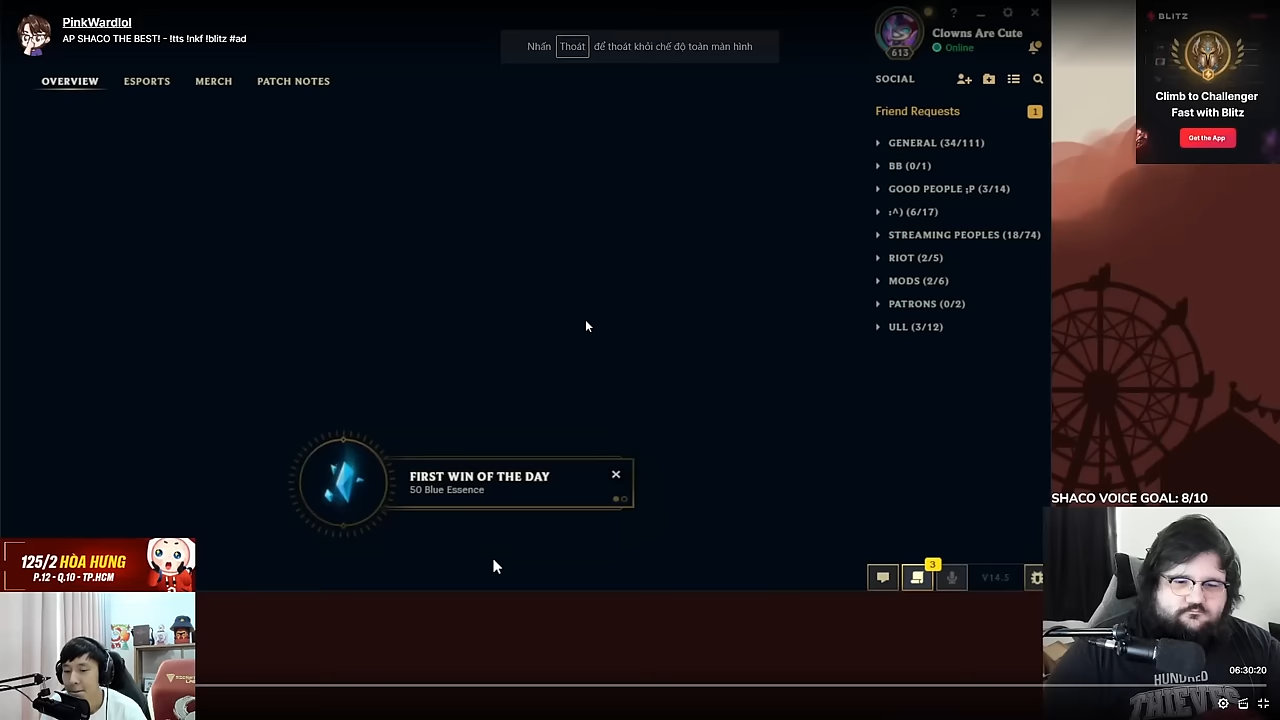 PinkWardlol
AP SHACO THE BEST! - !tts !nkf !blitz #ad
Nhấn Thoát để thoát khỏi chế độ toàn màn hình
OVERVIEW ESPORTS MERCH PATCH NOTES
613
Clowns Are Cute
Online
SOCIAL
Friend Requests 1
GENERAL (34/111)
BB (0/1)
GOOD PEOPLE ;P (3/14)
:^) (6/17)
STREAMING PEOPLES (18/74)
RIOT (2/5)
MODS (2/6)
PATRONS (0/2)
ULL (3/12)
BLITZ
Climb to Challenger
Fast with Blitz
Get the App
FIRST WIN OF THE DAY
50 Blue Essence
SHACO VOICE GOAL: 8/10
125/2 HÒA HƯNG
P.12 - Q.10 - TP.HCM
3
V14.5
06:30:20
HUNDRED
THIEVES